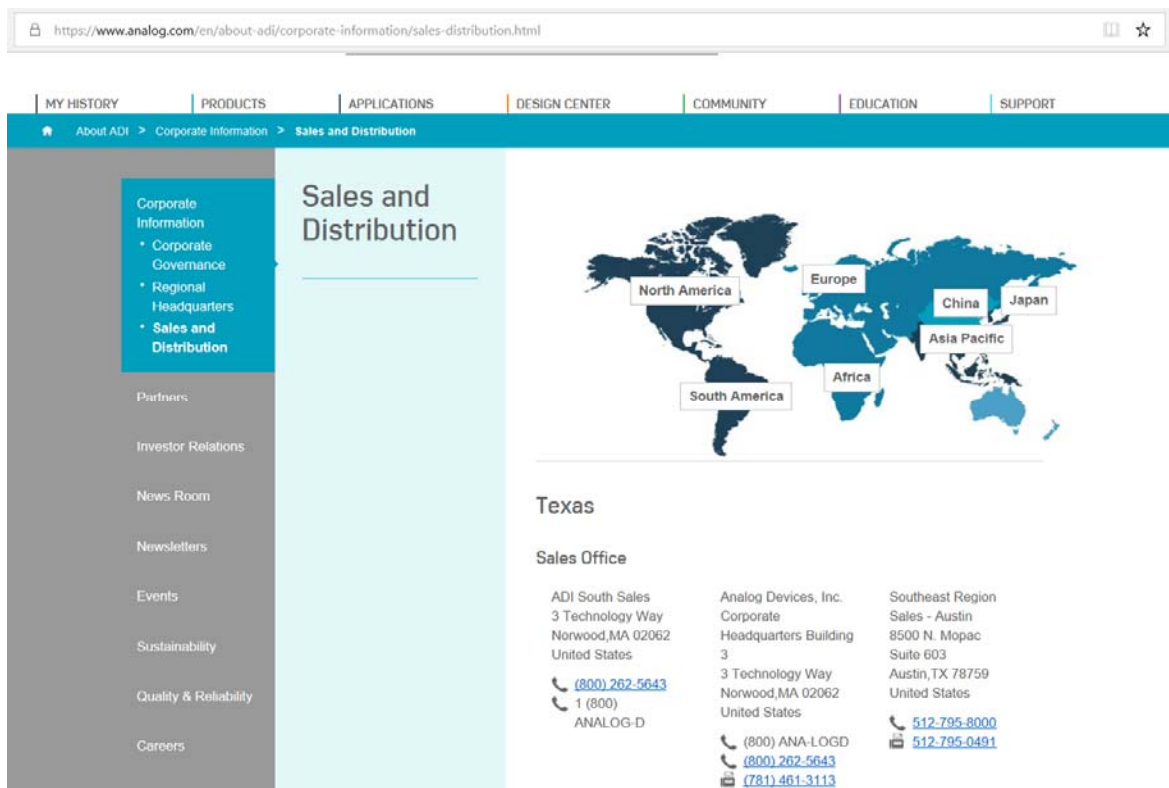 https://www.analog.com/en/about-adi/corporate-information/sales-distribution.html
MY HISTORY
PRODUCTS
APPLICATIONS
DESIGN CENTER
COMMUNITY
EDUCATION
SUPPORT
About ADI > Corporate Information > Sales and Distribution
Corporate
Information
• Corporate
Governance
• Regional
Headquarters
• Sales and
Distribution
Partners
Investor Relations
News Room
Newsletters
Events
Sustainability
Quality & Reliability
Careers
Sales and
Distribution
North America
Europe
China
Japan
Asia Pacific
Africa
South America
Texas
Sales Office
ADI South Sales
3 Technology Way
Norwood,MA 02062
United States
(800) 262-5643
1 (800)
ANALOG-D
Analog Devices, Inc.
Corporate
Headquarters Building
3
3 Technology Way
Norwood,MA 02062
United States
(800) ANA-LOGD
(800) 262-5643
(781) 461-3113
Southeast Region
Sales - Austin
8500 N. Mopac
Suite 603
Austin,TX 78759
United States
512-795-8000
512-795-0491